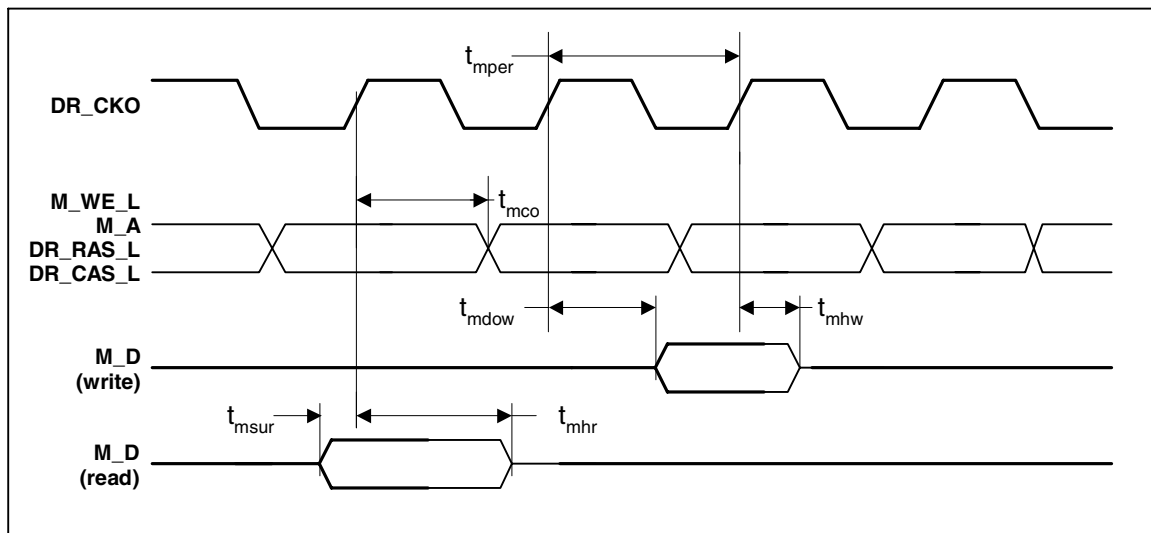 t_mper
DR_CKO
M_WE_L
t_mco
M_A
DR_RAS_L
DR_CAS_L
t_mdow
t_mhw
M_D
(write)
t_msur
t_mhr
M_D
(read)